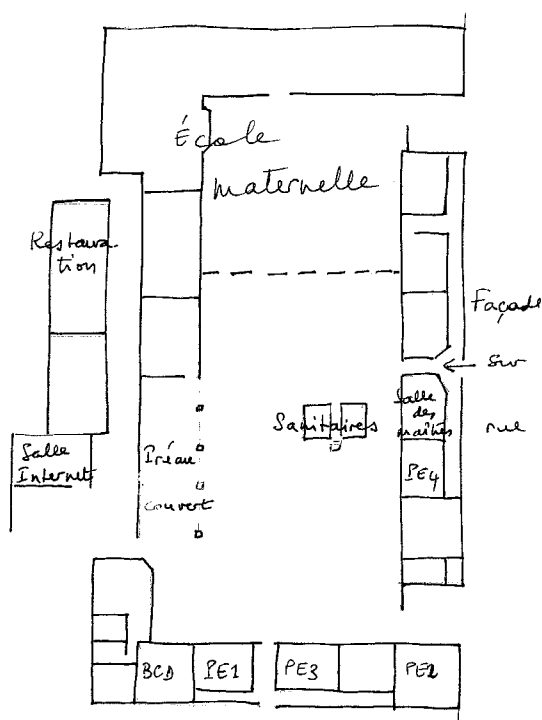 École
maternelle
Restaura-
tion
Façade
sur
rue
Sanitaires
Salle
des
maîtres
PE4
Salle
Internet
Préau
couvert
BCD
PE1
PE3
PE2